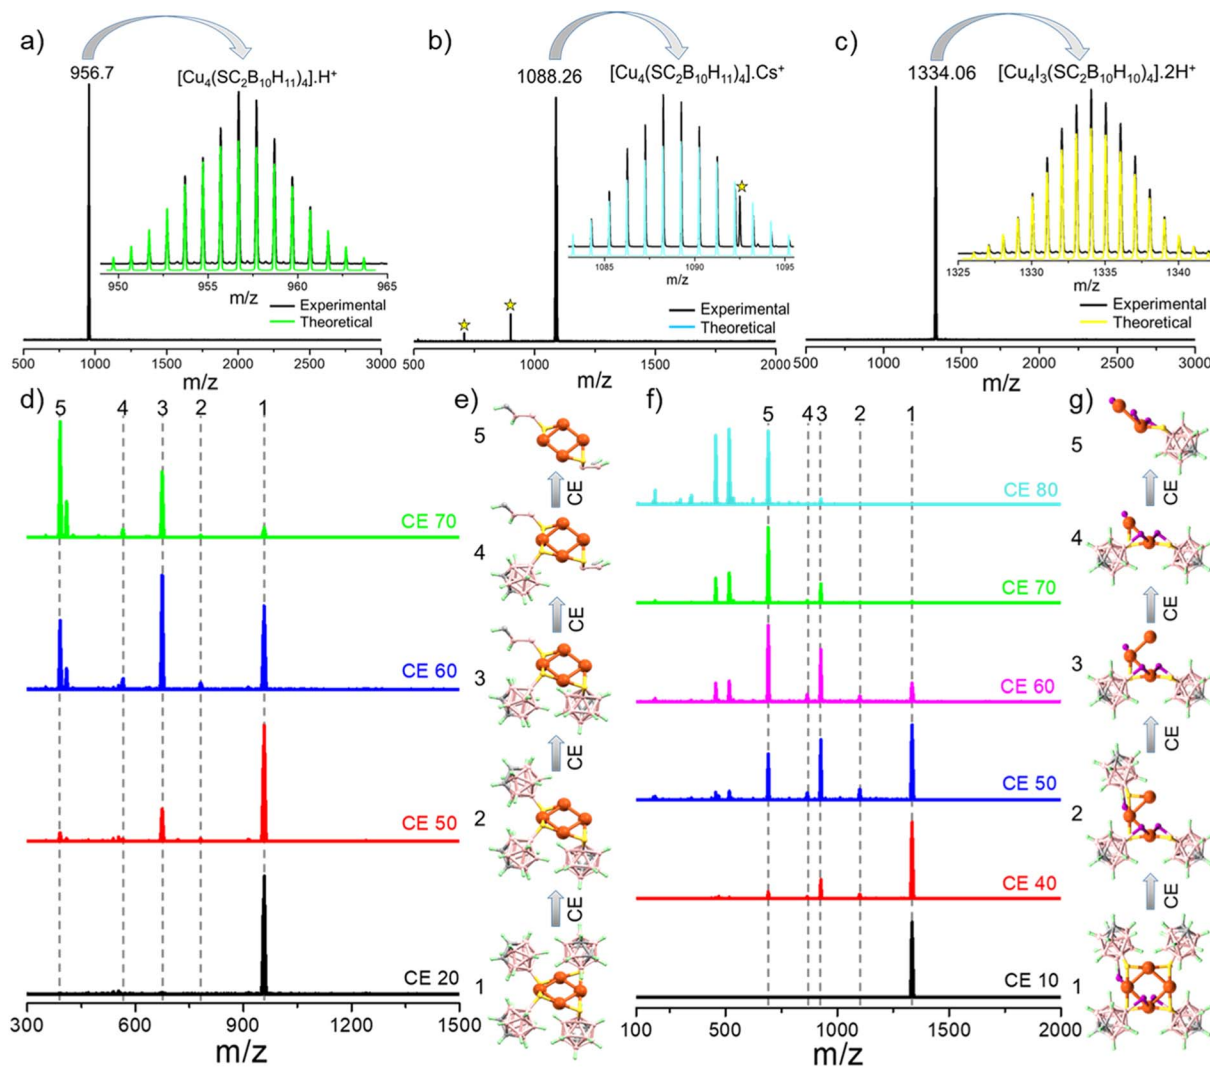 a)
956.7
[Cu4(SC2B10H11)4].H+
950 955 960 965
m/z
Experimental
Theoretical
500 1000 1500 2000 2500 3000
m/z
b)
1088.26
[Cu4(SC2B10H11)4].Cs+
1085 1090 1095
m/z
Experimental
Theoretical
500 1000 1500 2000
m/z
c)
1334.06
[Cu4I3(SC2B10H10)4].2H+
1325 1330 1335 1340
m/z
Experimental
Theoretical
500 1000 1500 2000 2500 3000
m/z
d)
5 4 3 2 1
CE 70
CE 60
CE 50
CE 20
300 600 900 1200 1500
m/z
e)
5
CE
4
CE
3
CE
2
CE
1
f)
5 4 3 2 1
CE 80
CE 70
CE 60
CE 50
CE 40
CE 10
100 500 1000 1500 2000
m/z
g)
5
CE
4
CE
3
CE
2
CE
1